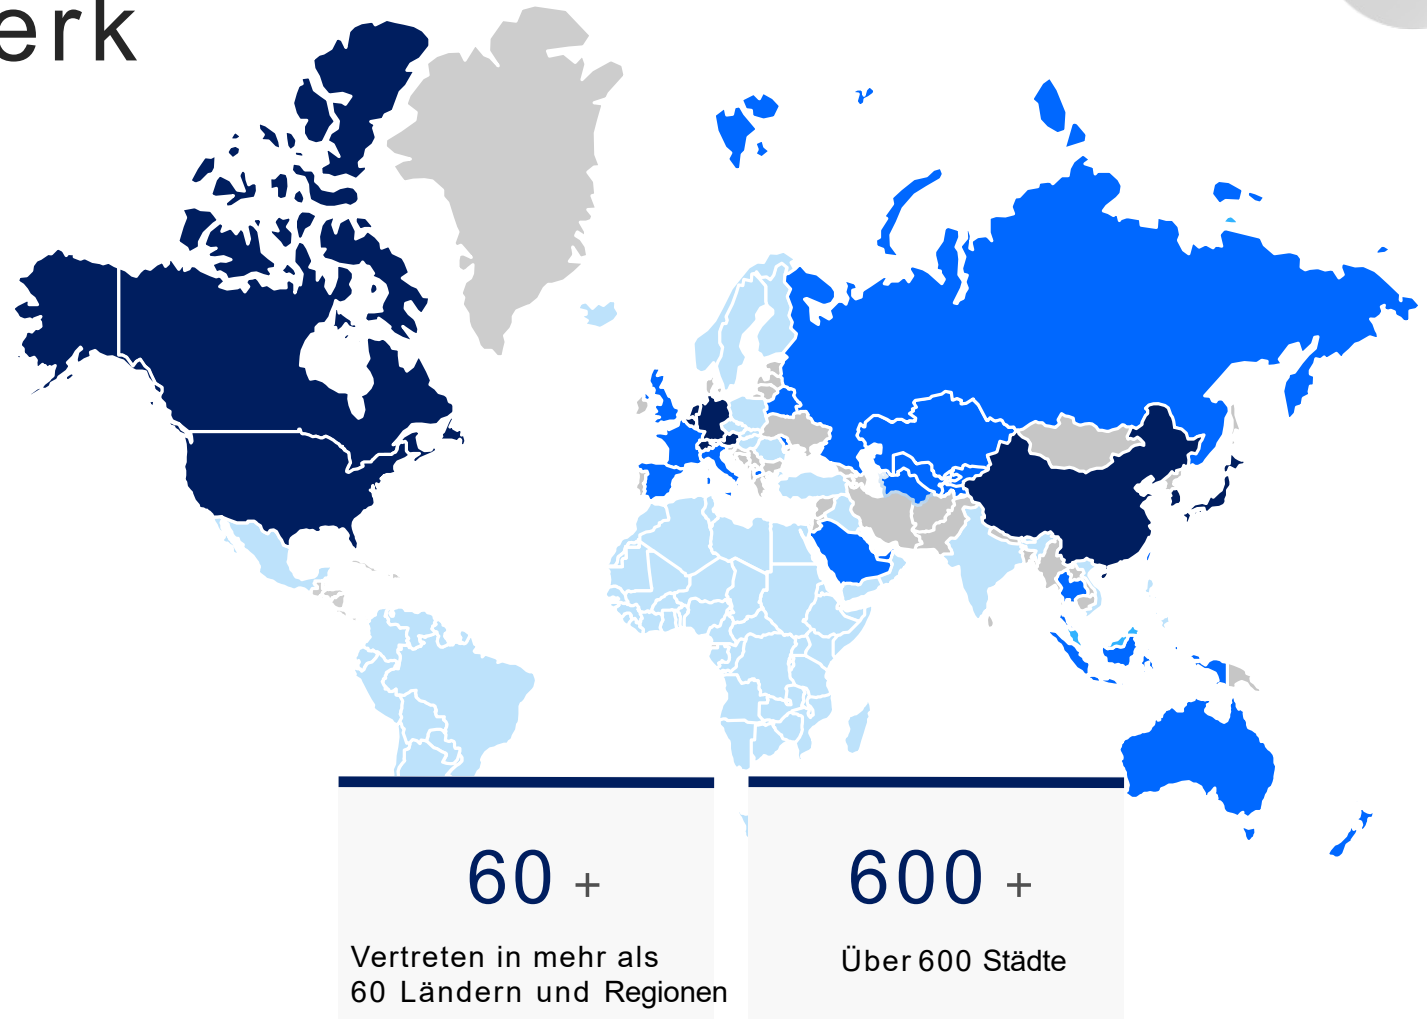 erk
60 +
Vertreten in mehr als
60 Ländern und Regionen
600 +
Über 600 Städte